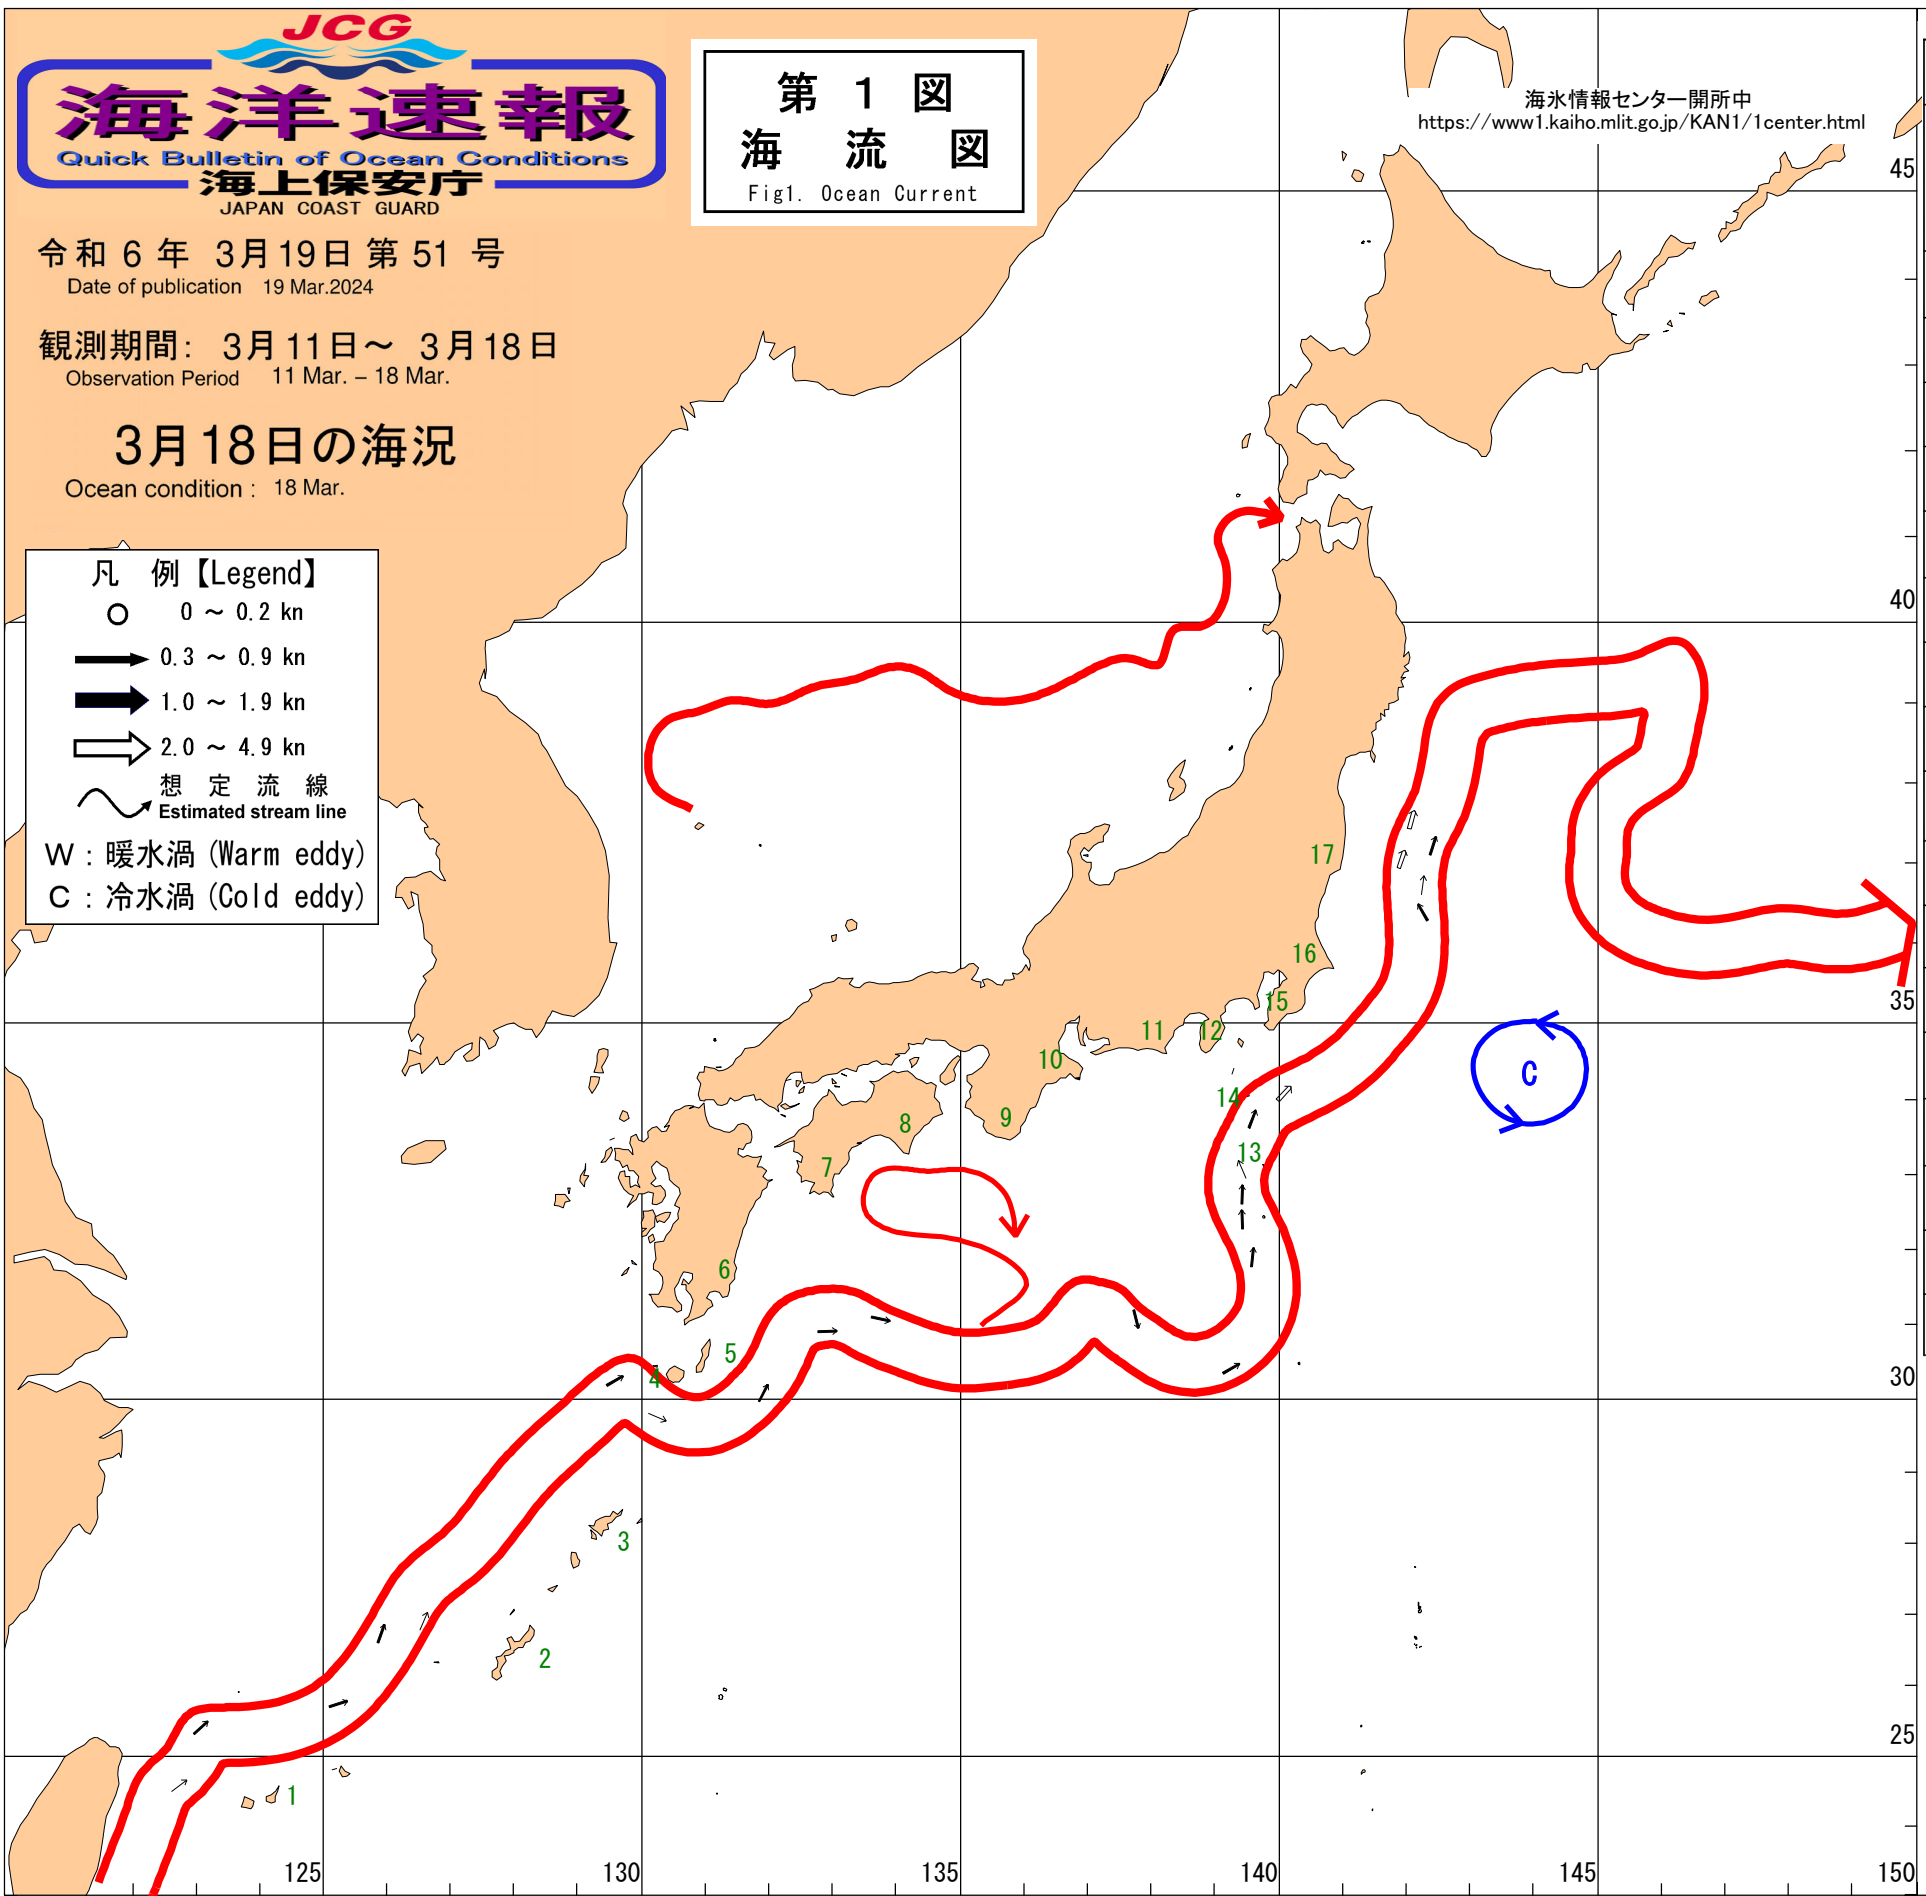 JCG
海洋速報
Quick Bulletin of Ocean Conditions
海上保安庁
JAPAN COAST GUARD
令和 6 年 3月19日 第 51 号
Date of publication 19 Mar.2024
観測期間: 3月11日～ 3月18日
Observation Period 11 Mar. – 18 Mar.
3月18日の海況
Ocean condition : 18 Mar.
第 1 図
海 流 図
Fig1. Ocean Current
海氷情報センター開所中
https://www1.kaiho.mlit.go.jp/KAN1/1center.html
凡 例【Legend】
0 ～ 0.2 kn
0.3 ～ 0.9 kn
1.0 ～ 1.9 kn
2.0 ～ 4.9 kn
想 定 流 線
Estimated stream line
W : 暖水渦 (Warm eddy)
C : 冷水渦 (Cold eddy)
45
40
35
30
25
17
16
15
11
12
10
14
9
8
13
7
6
5
4
3
2
1
C
125
130
135
140
145
150